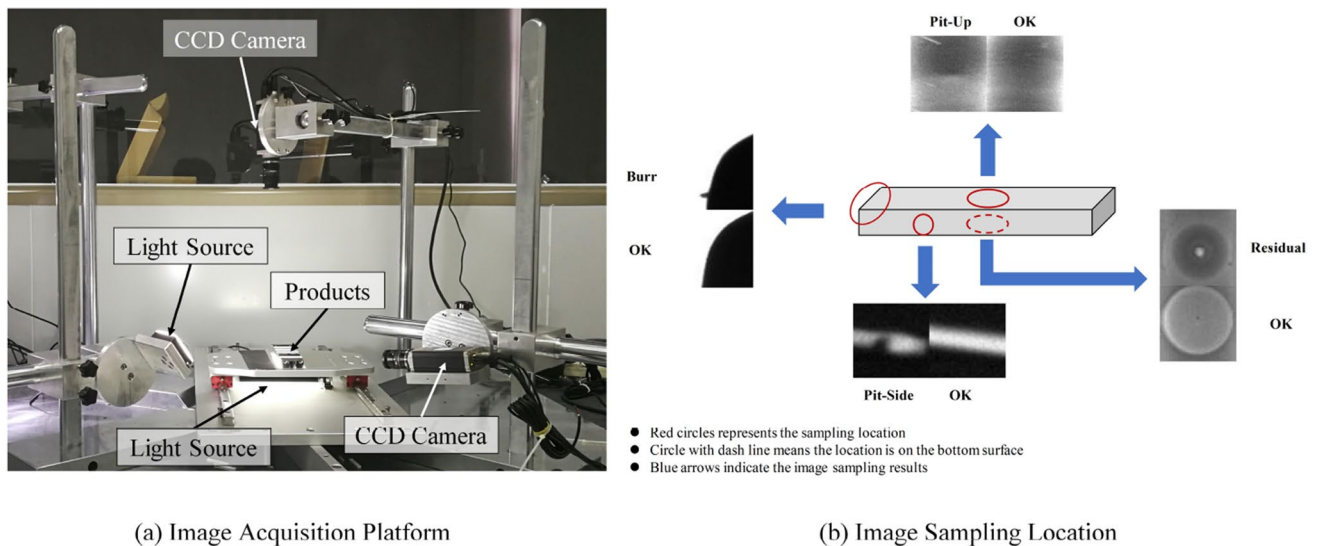 CCD Camera
Light Source
Products
Light Source
CCD Camera
(a) Image Acquisition Platform
Pit-Up OK
Burr
OK
Residual
OK
Pit-Side OK
● Red circles represents the sampling location
● Circle with dash line means the location is on the bottom surface
● Blue arrows indicate the image sampling results
(b) Image Sampling Location